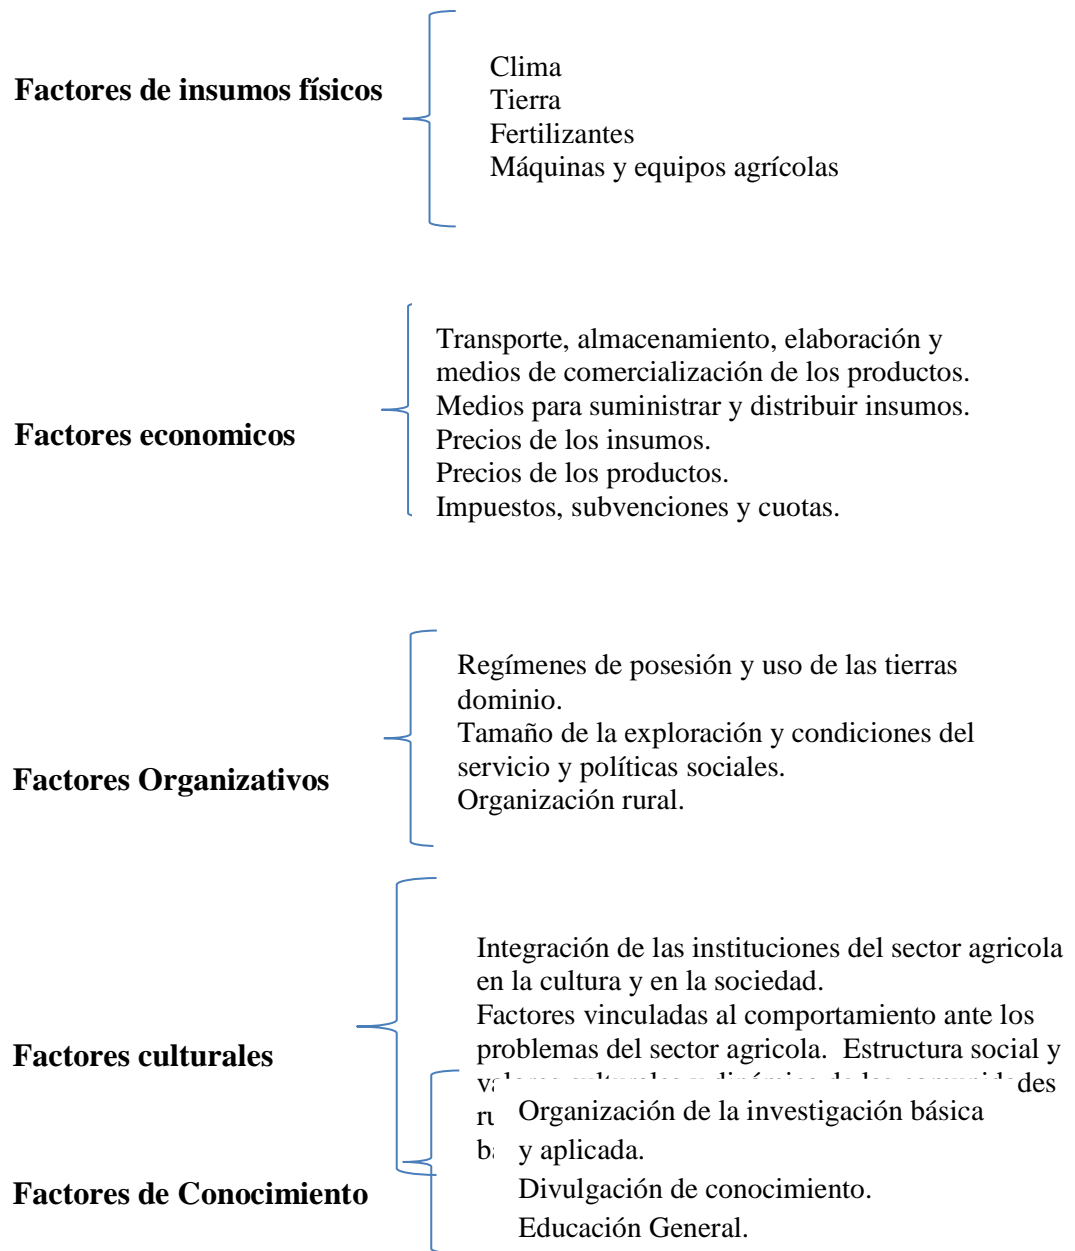 Factores de insumos físicos
Clima
Tierra
Fertilizantes
Máquinas y equipos agrícolas
Factores economicos
Transporte, almacenamiento, elaboración y
medios de comercialización de los productos.
Medios para suministrar y distribuir insumos.
Precios de los insumos.
Precios de los productos.
Impuestos, subvenciones y cuotas.
Factores Organizativos
Regímenes de posesión y uso de las tierras
dominio.
Tamaño de la exploración y condiciones del
servicio y políticas sociales.
Organización rural.
Factores culturales
Integración de las instituciones del sector agricola
en la cultura y en la sociedad.
Factores vinculadas al comportamiento ante los
problemas del sector agricola. Estructura social y
Factores de Conocimiento
Organización de la investigación básica
y aplicada.
Divulgación de conocimiento.
Educación General.